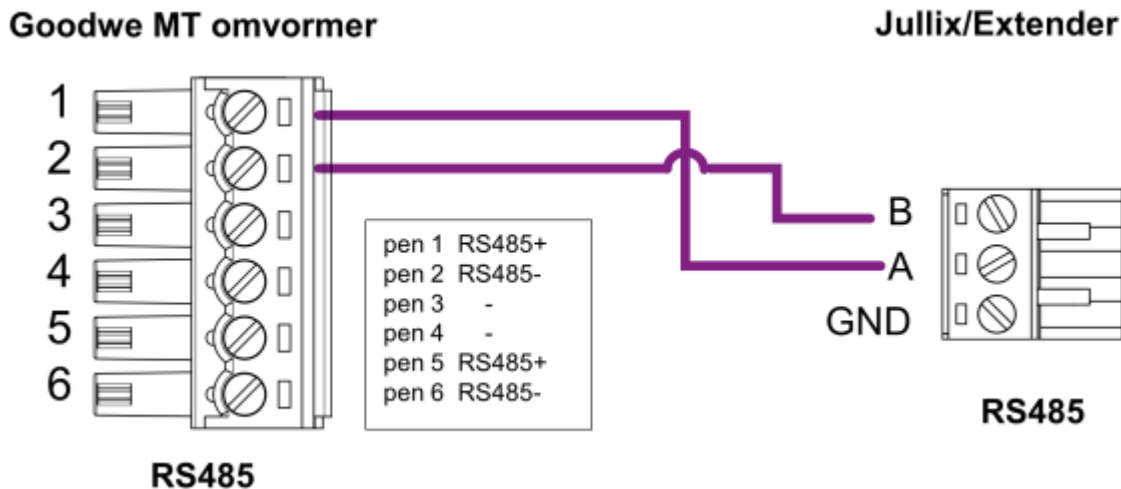 Goodwe MT omvormer
Jullix/Extender
1
2
3
4
5
6
pen 1 RS485+
pen 2 RS485-
pen 3 -
pen 4 -
pen 5 RS485+
pen 6 RS485-
B
A
GND
RS485
RS485